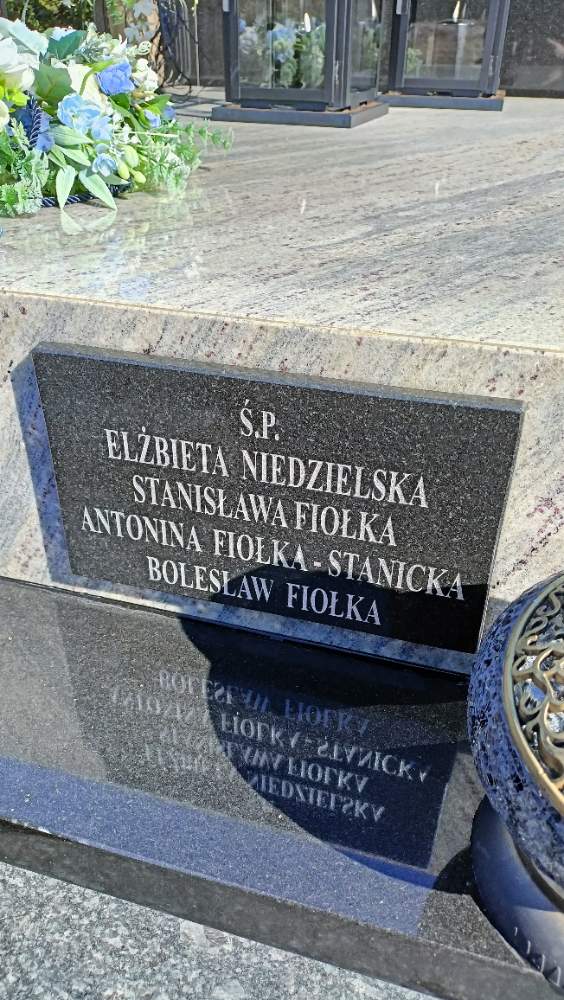 Ś.P.
ELŻBIETA NIEDZIELSKA
STANISŁAWA FIOŁKA
ANTONINA FIOŁKA - STANICKA
BOLESŁAW FIOŁKA